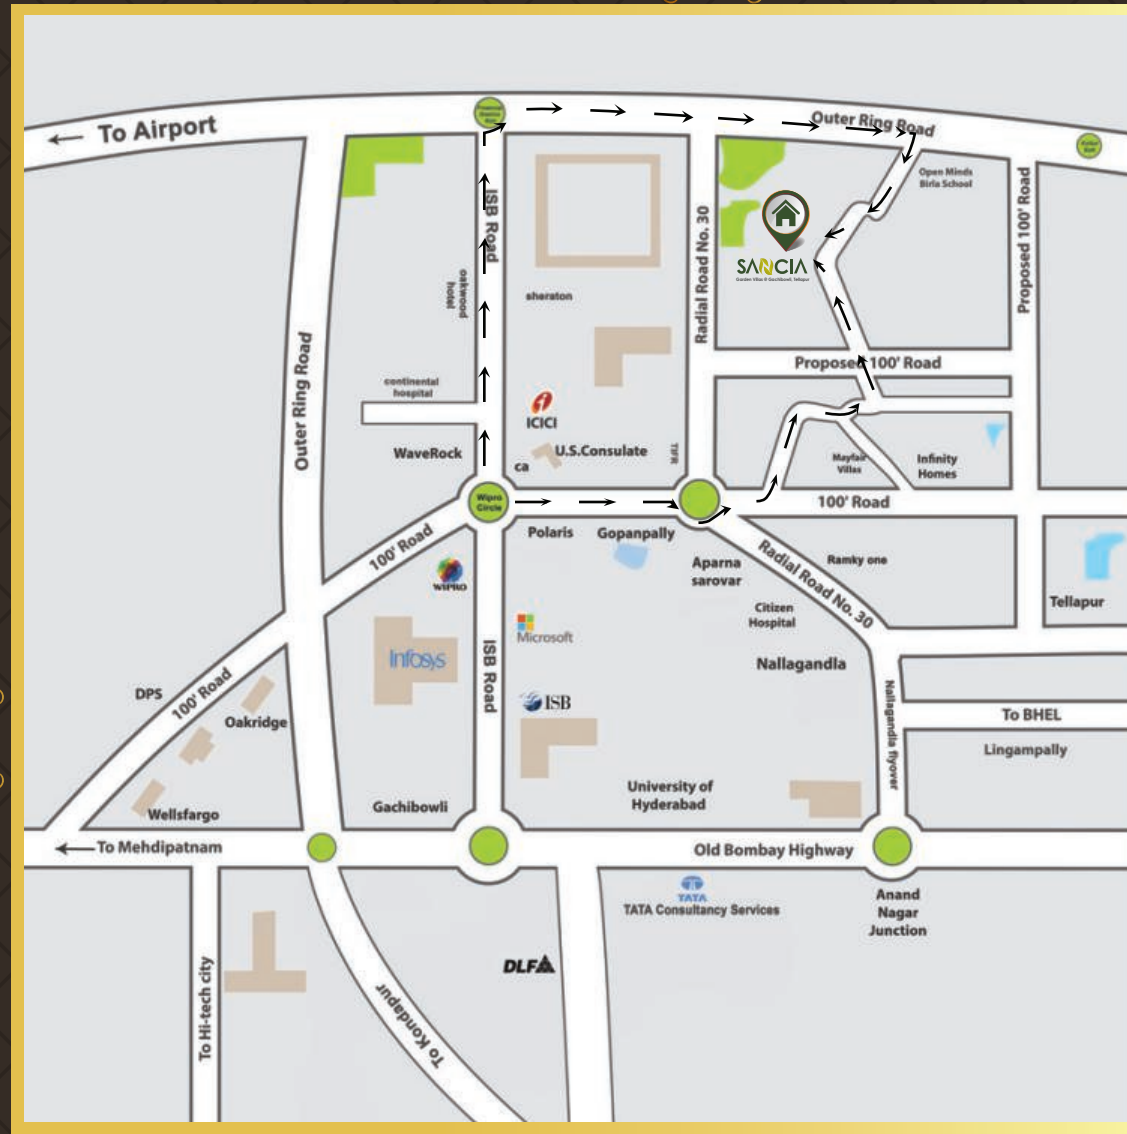 To Airport
Outer Ring Road
Open Minds
Birla School
ISB Road
Radial Road No. 30
Proposed 100' Road
SANCIA
oakwood
hotel
sheraton
Outer Ring Road
Proposed 100' Road
continental
hospital
ICICI
WaveRock
ca
U.S.Consulate
TIFR
Mayfair
Villas
Infinity
Homes
Wipro
Circle
100' Road
100' Road
Polaris
Gopanpally
Aparna
sarovar
Radial Road No. 30
Ramky one
WIPRO
Citizen
Hospital
Tellapur
Microsoft
Infosys
ISB Road
Nallagandla
DPS
100' Road
Oakridge
ISB
Nallagandla flyover
To BHEL
Lingampally
University of
Hyderabad
Wellsfargo
Gachibowli
To Mehdipatnam
Old Bombay Highway
TATA
TATA Consultancy Services
Anand
Nagar
Junction
DLF
To Hi-tech city
To Kondapur